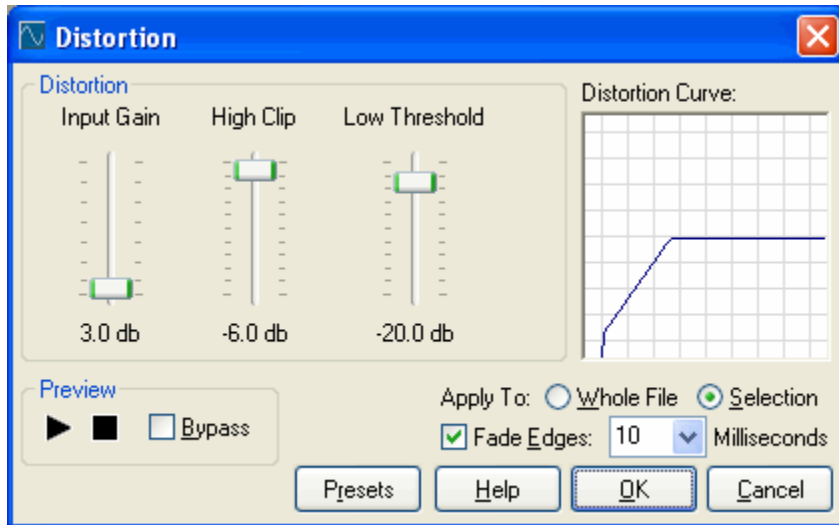 Distortion
Distortion
Input Gain High Clip Low Threshold
3.0 db -6.0 db -20.0 db
Distortion Curve:
Preview
Bypass
Apply To: Whole File Selection
Fade Edges: 10 Milliseconds
Presets Help OK Cancel